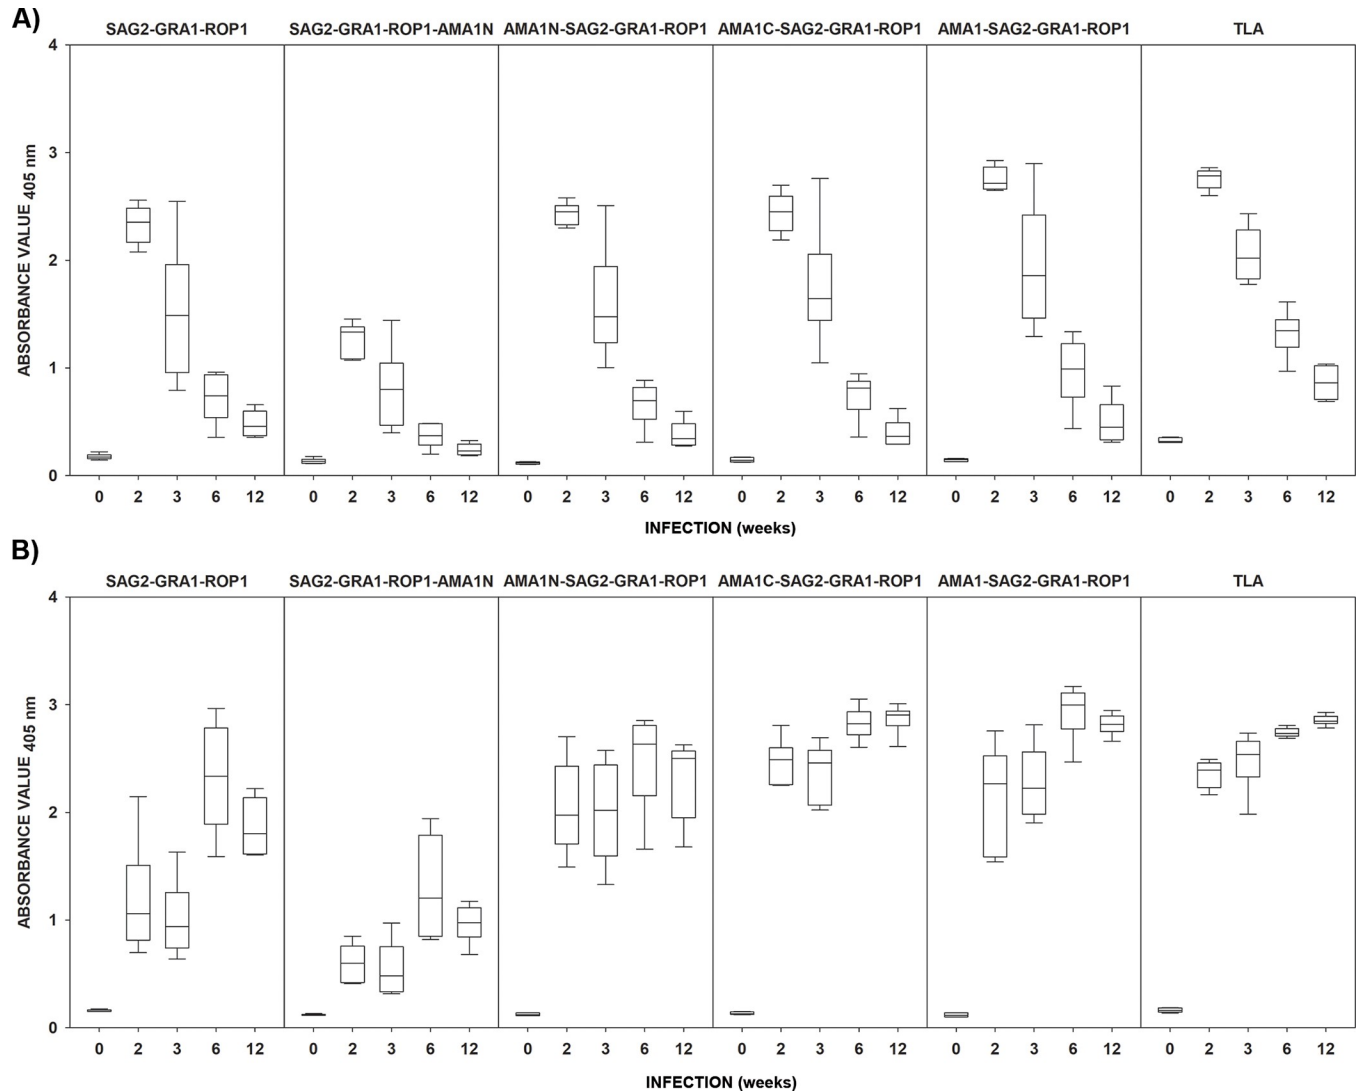 A)
SAG2-GRA1-ROP1 SAG2-GRA1-ROP1-AMA1N AMA1N-SAG2-GRA1-ROP1 AMA1C-SAG2-GRA1-ROP1 AMA1-SAG2-GRA1-ROP1 TLA
4
3
2
1
0
ABSORBANCE VALUE 405 nm
0 2 3 6 12 0 2 3 6 12 0 2 3 6 12 0 2 3 6 12 0 2 3 6 12 0 2 3 6 12
INFECTION (weeks)
B)
SAG2-GRA1-ROP1 SAG2-GRA1-ROP1-AMA1N AMA1N-SAG2-GRA1-ROP1 AMA1C-SAG2-GRA1-ROP1 AMA1-SAG2-GRA1-ROP1 TLA
4
3
2
1
0
ABSORBANCE VALUE 405 nm
0 2 3 6 12 0 2 3 6 12 0 2 3 6 12 0 2 3 6 12 0 2 3 6 12 0 2 3 6 12
INFECTION (weeks)